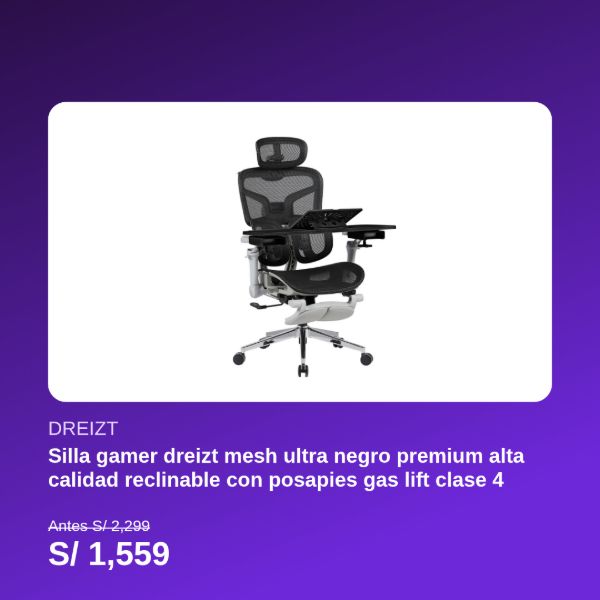 DREIZT
Silla gamer dreizt mesh ultra negro premium alta
calidad reclinable con posapies gas lift clase 4
Antes S/ 2,299
S/ 1,559